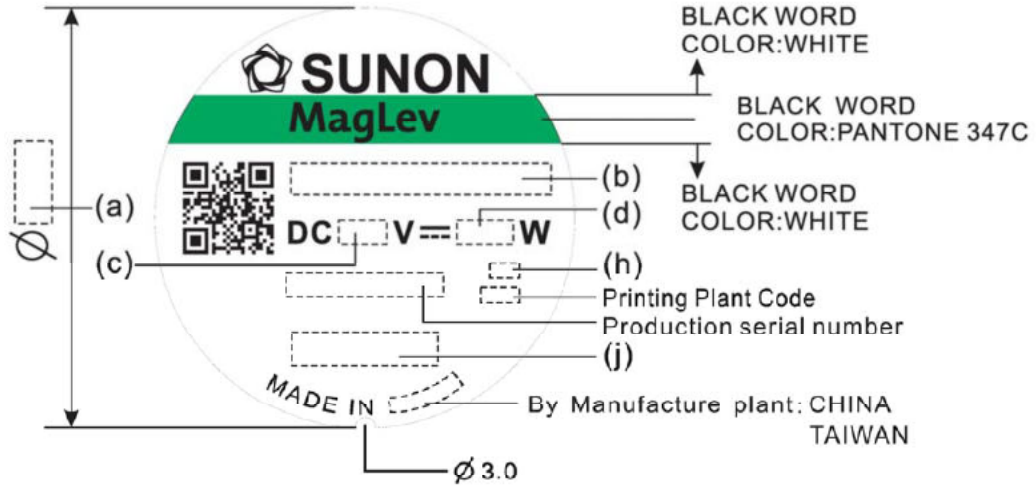 BLACK WORD
COLOR:WHITE
SUNON
MagLev
BLACK WORD
COLOR:PANTONE 347C
(a)
(b)
BLACK WORD
COLOR:WHITE
(d)
DC V W
Ø
(c)
(h)
Printing Plant Code
Production serial number
(j)
MADE IN
By Manufacture plant: CHINA
TAIWAN
Ø 3.0